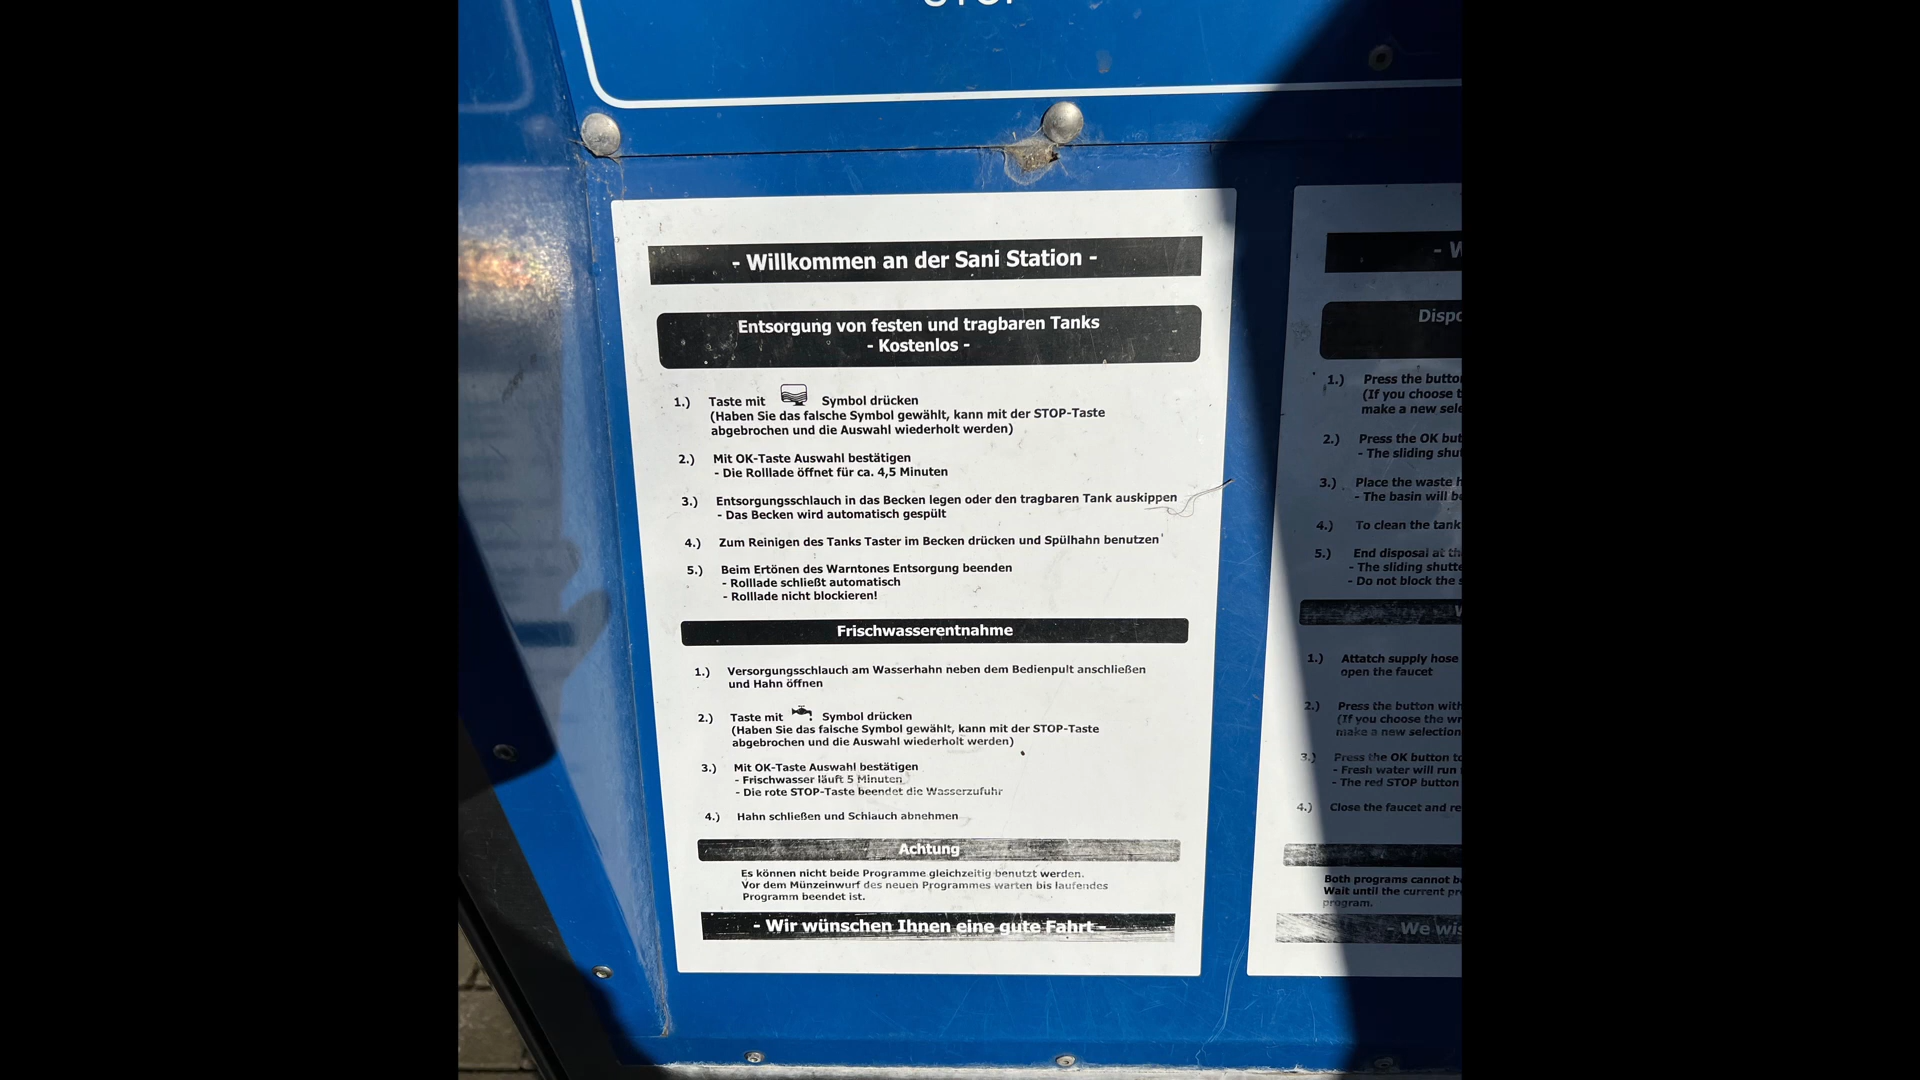 - Willkommen an der Sani Station -
Entsorgung von festen und tragbaren Tanks
- Kostenlos -
1.) Taste mit Symbol drücken
(Haben Sie das falsche Symbol gewählt, kann mit der STOP-Taste
abgebrochen und die Auswahl wiederholt werden)
2.) Mit OK-Taste Auswahl bestätigen
- Die Rolllade öffnet für ca. 4,5 Minuten
3.) Entsorgungsschlauch in das Becken legen oder den tragbaren Tank auskippen
- Das Becken wird automatisch gespült
4.) Zum Reinigen des Tanks Taster im Becken drücken und Spülhahn benutzen
5.) Beim Ertönen des Warntones Entsorgung beenden
- Rolllade schließt automatisch
- Rolllade nicht blockieren!
Frischwasserentnahme
1.) Versorgungsschlauch am Wasserhahn neben dem Bedienpult anschließen
und Hahn öffnen
2.) Taste mit Symbol drücken
(Haben Sie das falsche Symbol gewählt, kann mit der STOP-Taste
abgebrochen und die Auswahl wiederholt werden)
3.) Mit OK-Taste Auswahl bestätigen
- Frischwasser läuft 5 Minuten
- Die rote STOP-Taste beendet die Wasserzufuhr
4.) Hahn schließen und Schlauch abnehmen
Achtung
Es können nicht beide Programme gleichzeitig benutzt werden.
Vor dem Münzeinwurf des neuen Programmes warten bis laufendes
Programm beendet ist.
- Wir wünschen Ihnen eine gute Fahrt -
1.) Press the
(If you choose
make a new
2.) Press the OK
- The sliding
3.) Place the waste
- The basin will
4.) To clean the tank
5.) End disposal at
- The sliding
- Do not block the
1.) Attatch supply hose
open the faucet
2.) Press the button with
(If you choose the
make a new selection
3.) Press the OK button
- Fresh water will run
- The red STOP button
4.) Close the faucet and
Both programs cannot
Wait until the current
program.
- We